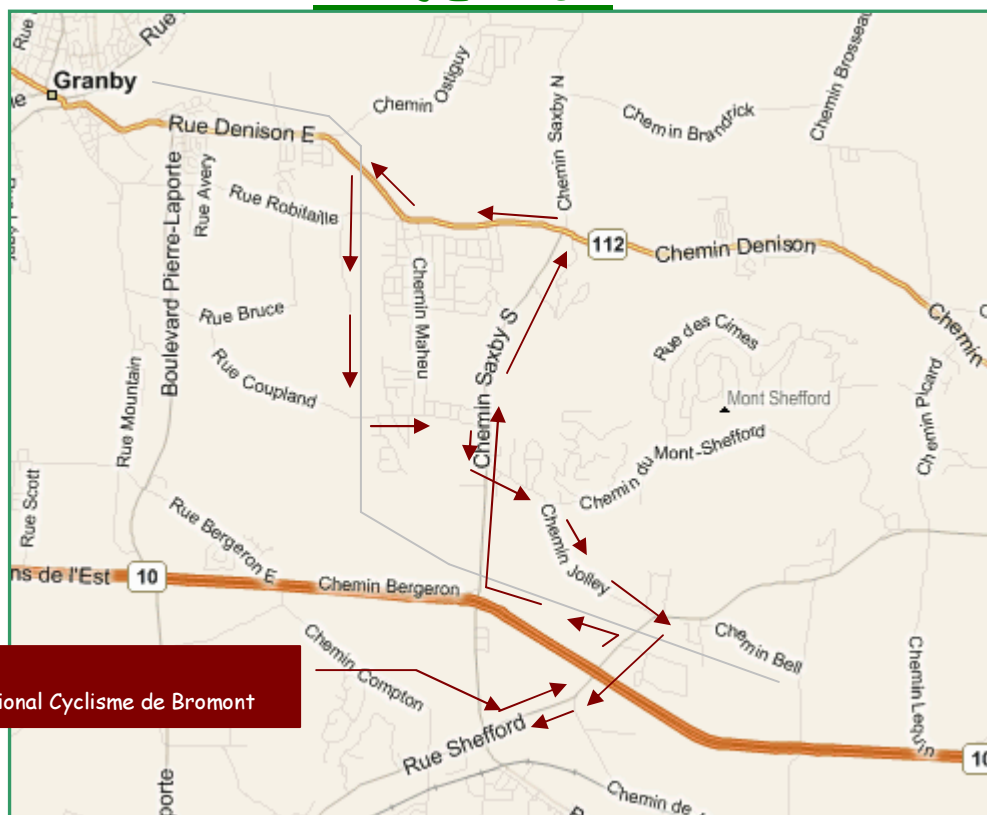 Rue
Granby
Chemin Ostiguy
Chemin Saxby N
Chemin Brandrick
Chemin Brosseau
Rue Denison E
Rue Avery
Rue Robitaille
112
Chemin Denison
Boulevard Pierre-Laporte
Chemin Maheu
Rue Bruce
Rue Coupland
Chemin Saxby S
Rue des Cimes
Chemin
Rue Mountain
Mont Shefford
Chemin Picard
Chemin du Mont-Shefford
Rue Scott
Rue Bergeron E
Chemin Jolley
ns de l'Est
10
Chemin Bergeron
Chemin Bell
Chemin Compton
Chemin Lequin
ional Cyclisme de Bromont
Rue Shefford
10
porte
Chemin de